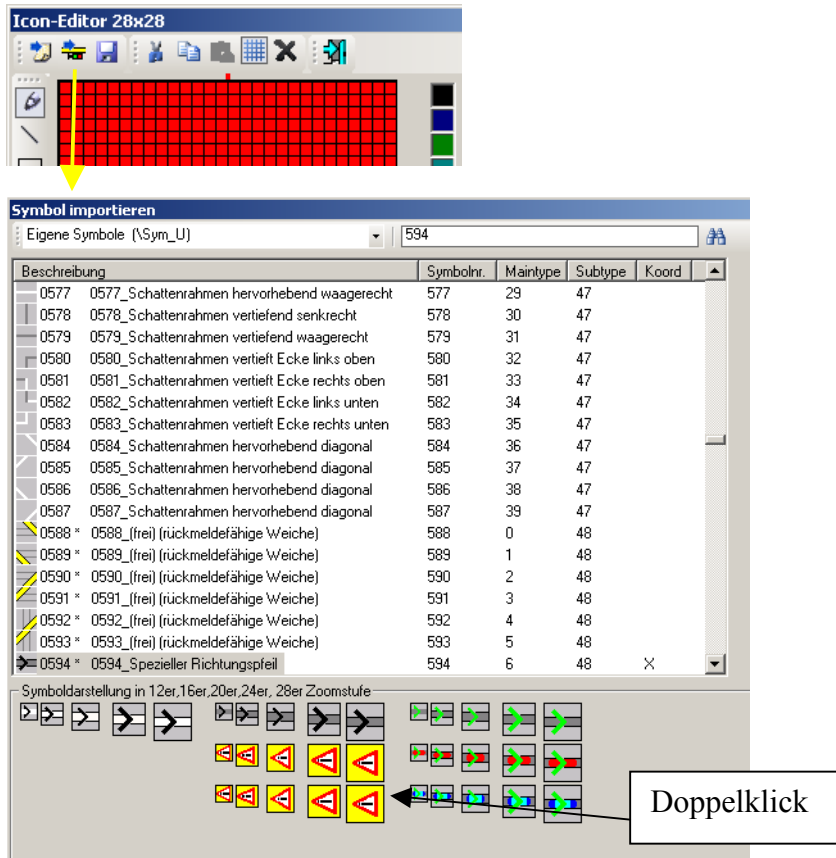 Icon-Editor 28x28
Symbol importieren
Eigene Symbole (\Sym_U) 594
Beschreibung Symbolnr. Maintype Subtype Koord
0577 0577_Schattenrahmen hervorhebend waagerecht 577 29 47
0578 0578_Schattenrahmen vertiefend senkrecht 578 30 47
0579 0579_Schattenrahmen vertiefend waagerecht 579 31 47
0580 0580_Schattenrahmen vertieft Ecke links oben 580 32 47
0581 0581_Schattenrahmen vertieft Ecke rechts oben 581 33 47
0582 0582_Schattenrahmen vertieft Ecke links unten 582 34 47
0583 0583_Schattenrahmen vertieft Ecke rechts unten 583 35 47
0584 0584_Schattenrahmen hervorhebend diagonal 584 36 47
0585 0585_Schattenrahmen hervorhebend diagonal 585 37 47
0586 0586_Schattenrahmen hervorhebend diagonal 586 38 47
0587 0587_Schattenrahmen hervorhebend diagonal 587 39 47
0588 * 0588_(frei) (rückmeldefähige Weiche) 588 0 48
0589 * 0589_(frei) (rückmeldefähige Weiche) 589 1 48
0590 * 0590_(frei) (rückmeldefähige Weiche) 590 2 48
0591 * 0591_(frei) (rückmeldefähige Weiche) 591 3 48
0592 * 0592_(frei) (rückmeldefähige Weiche) 592 4 48
0593 * 0593_(frei) (rückmeldefähige Weiche) 593 5 48
0594 * 0594_Spezieller Richtungspfeil 594 6 48 X
Symboldarstellung in 12er,16er,20er,24er, 28er Zoomstufe
Doppelklick